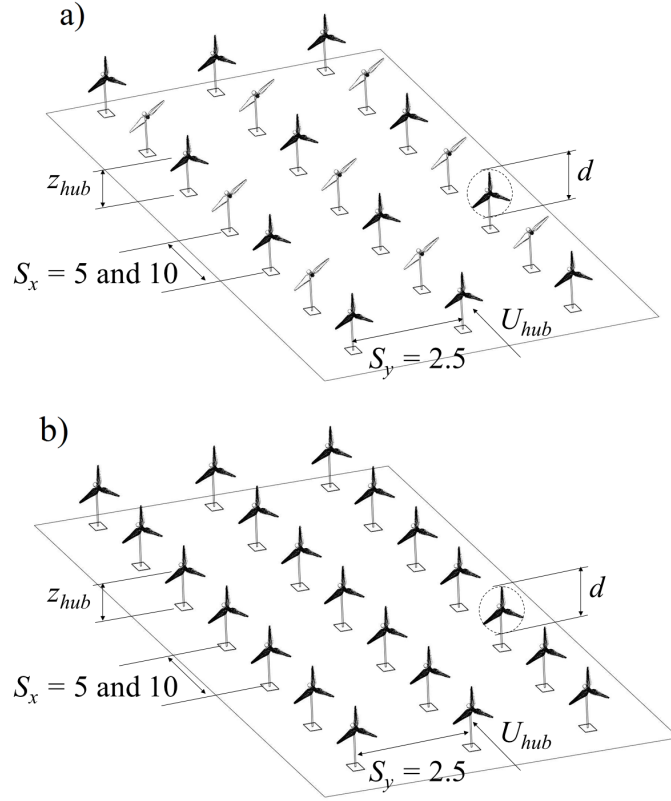 a)
z_hub
d
S_x = 5 and 10
U_hub
S_y = 2.5
b)
z_hub
d
S_x = 5 and 10
U_hub
S_y = 2.5